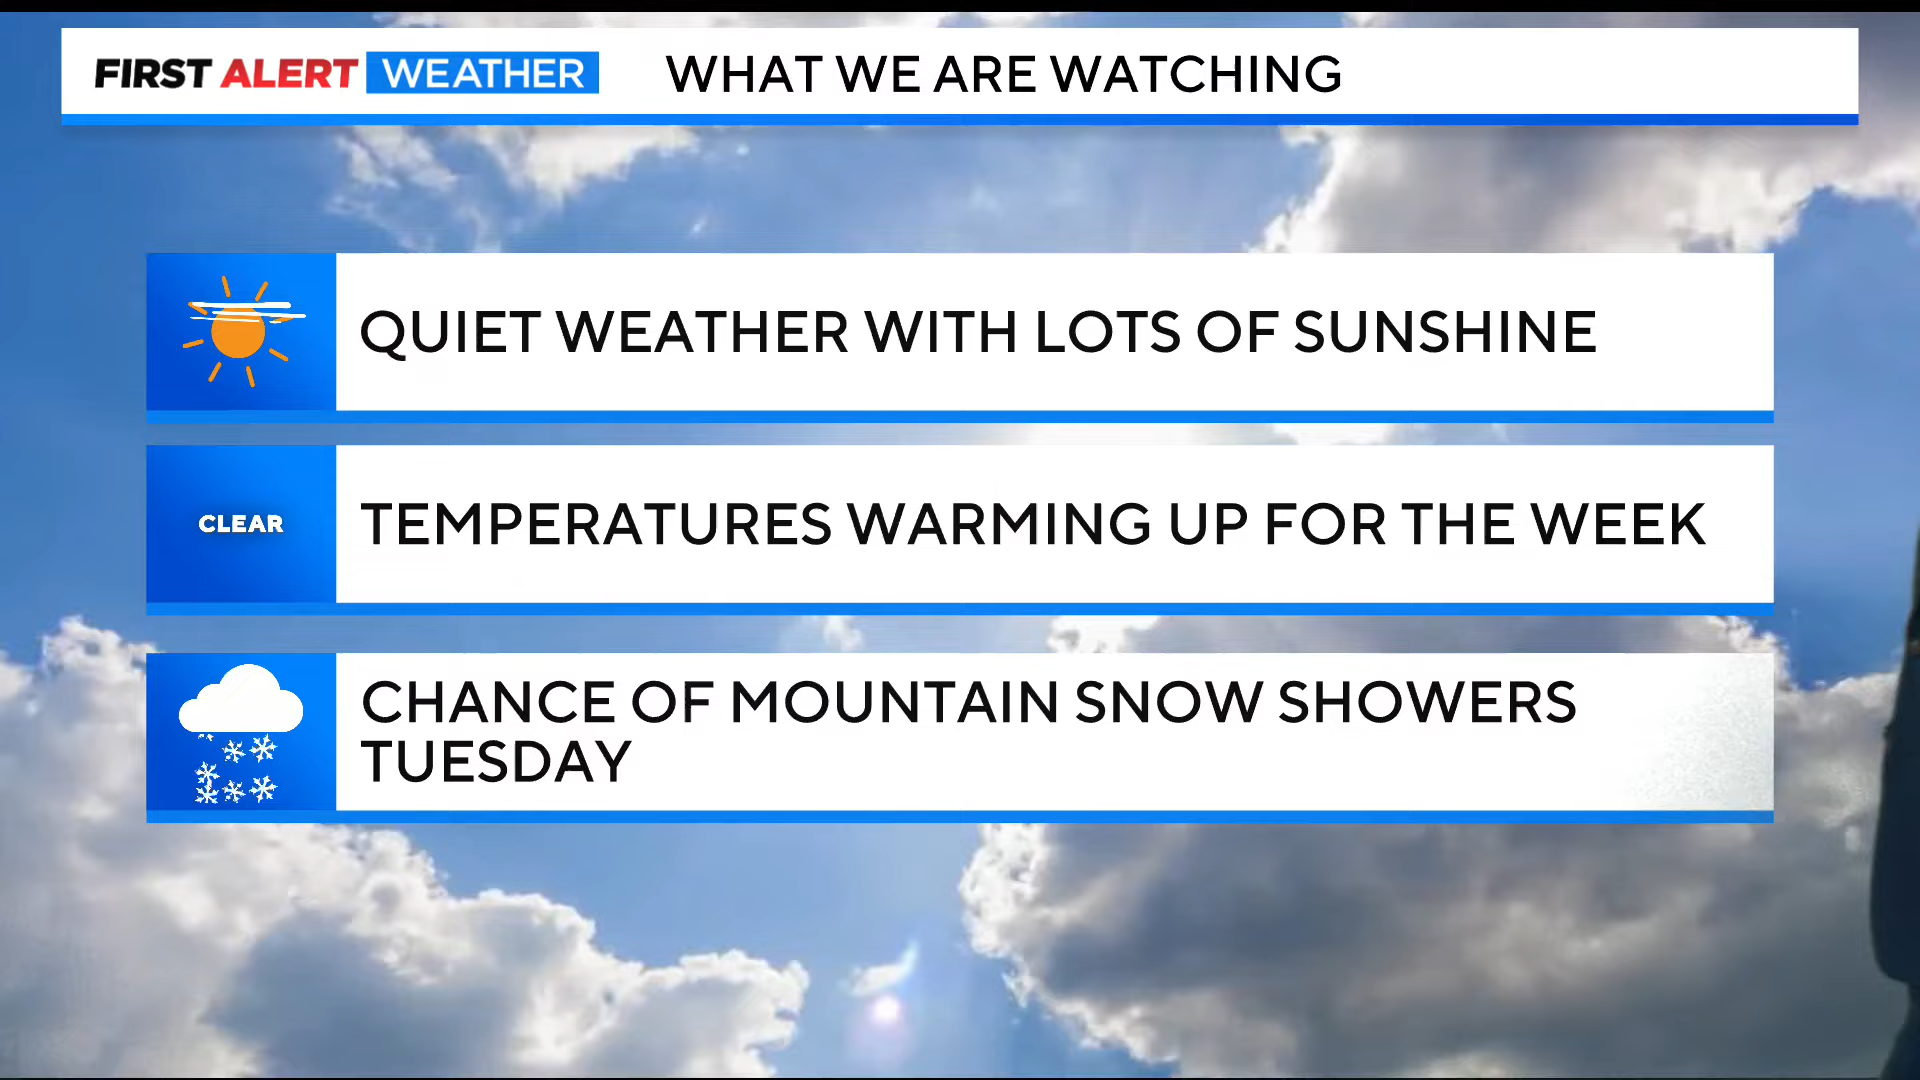 FIRST ALERT WEATHER WHAT WE ARE WATCHING
QUIET WEATHER WITH LOTS OF SUNSHINE
CLEAR TEMPERATURES WARMING UP FOR THE WEEK
CHANCE OF MOUNTAIN SNOW SHOWERS
TUESDAY